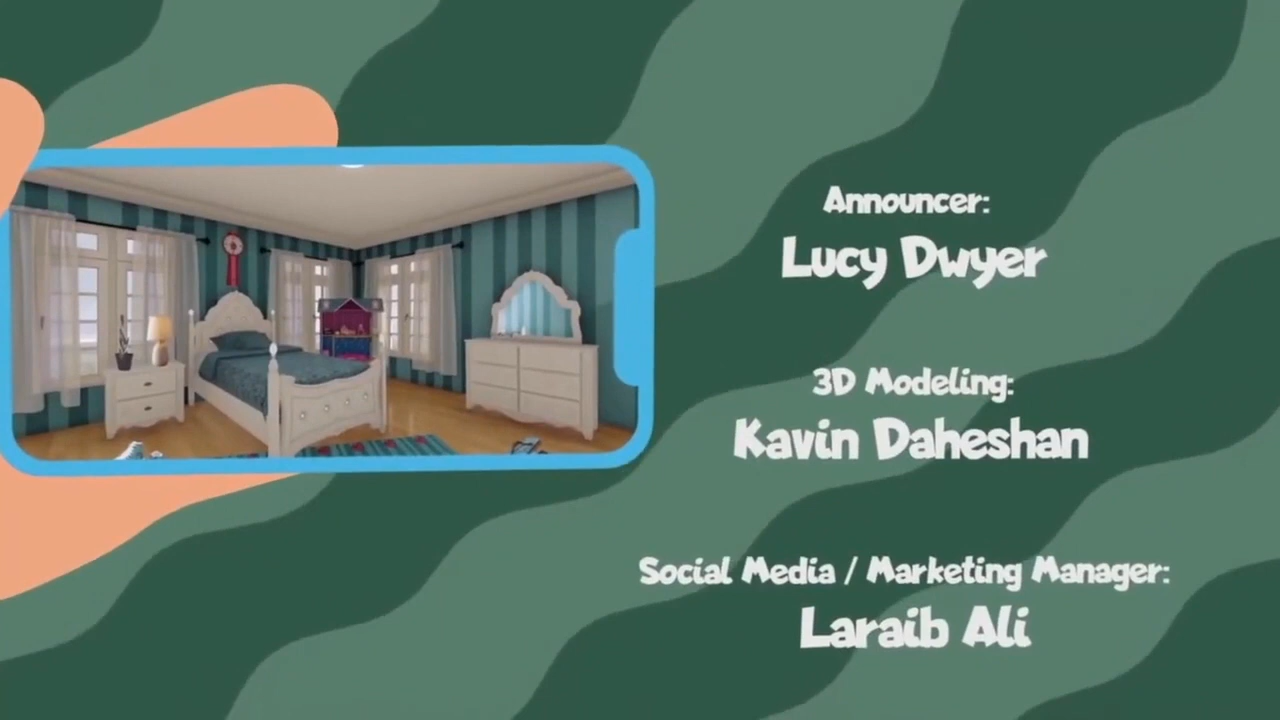 Announcer:
Lucy Dwyer
3D Modeling:
Kavin Daheshan
Social Media / Marketing Manager:
Laraib Ali